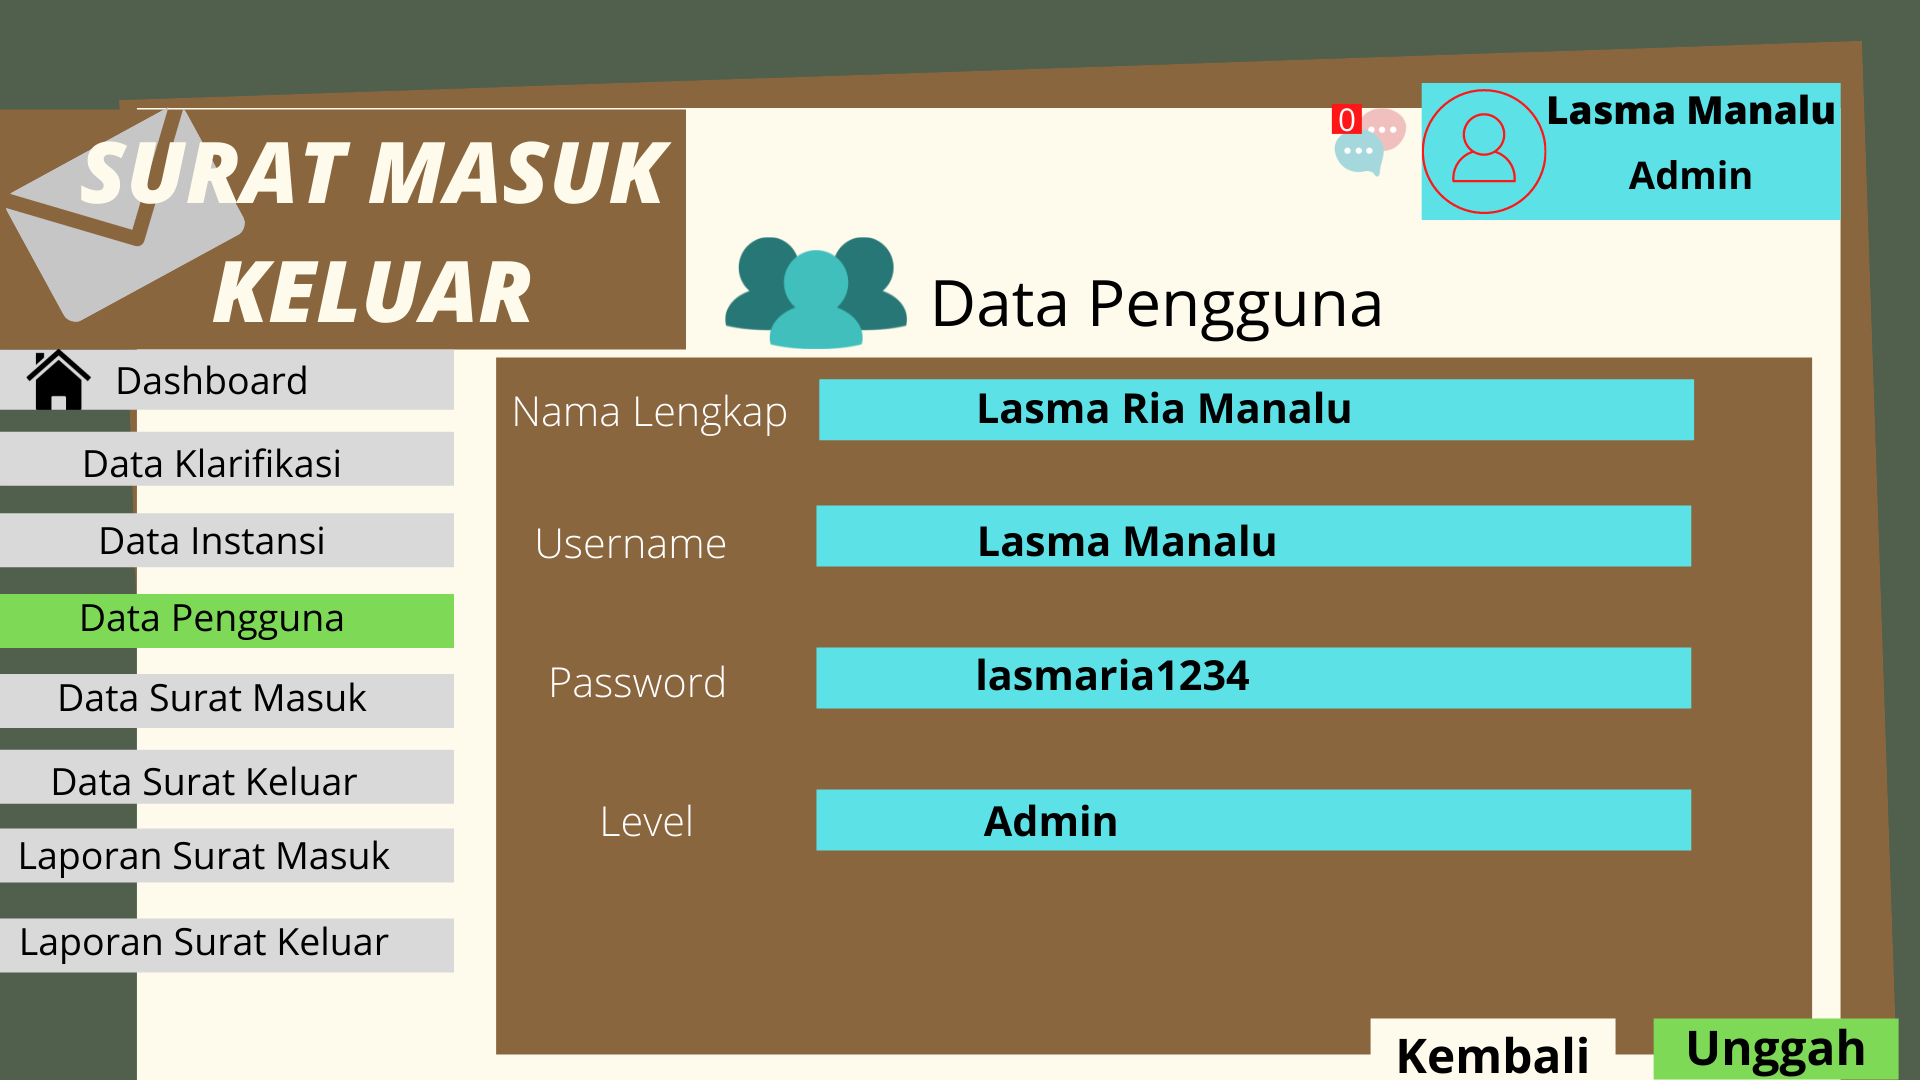 SURAT MASUK
KELUAR
0
Lasma Manalu
Admin
Data Pengguna
Dashboard
Data Klarifikasi
Data Instansi
Data Pengguna
Data Surat Masuk
Data Surat Keluar
Laporan Surat Masuk
Laporan Surat Keluar
Nama Lengkap
Lasma Ria Manalu
Username
Lasma Manalu
Password
lasmaria1234
Level
Admin
Kembali
Unggah